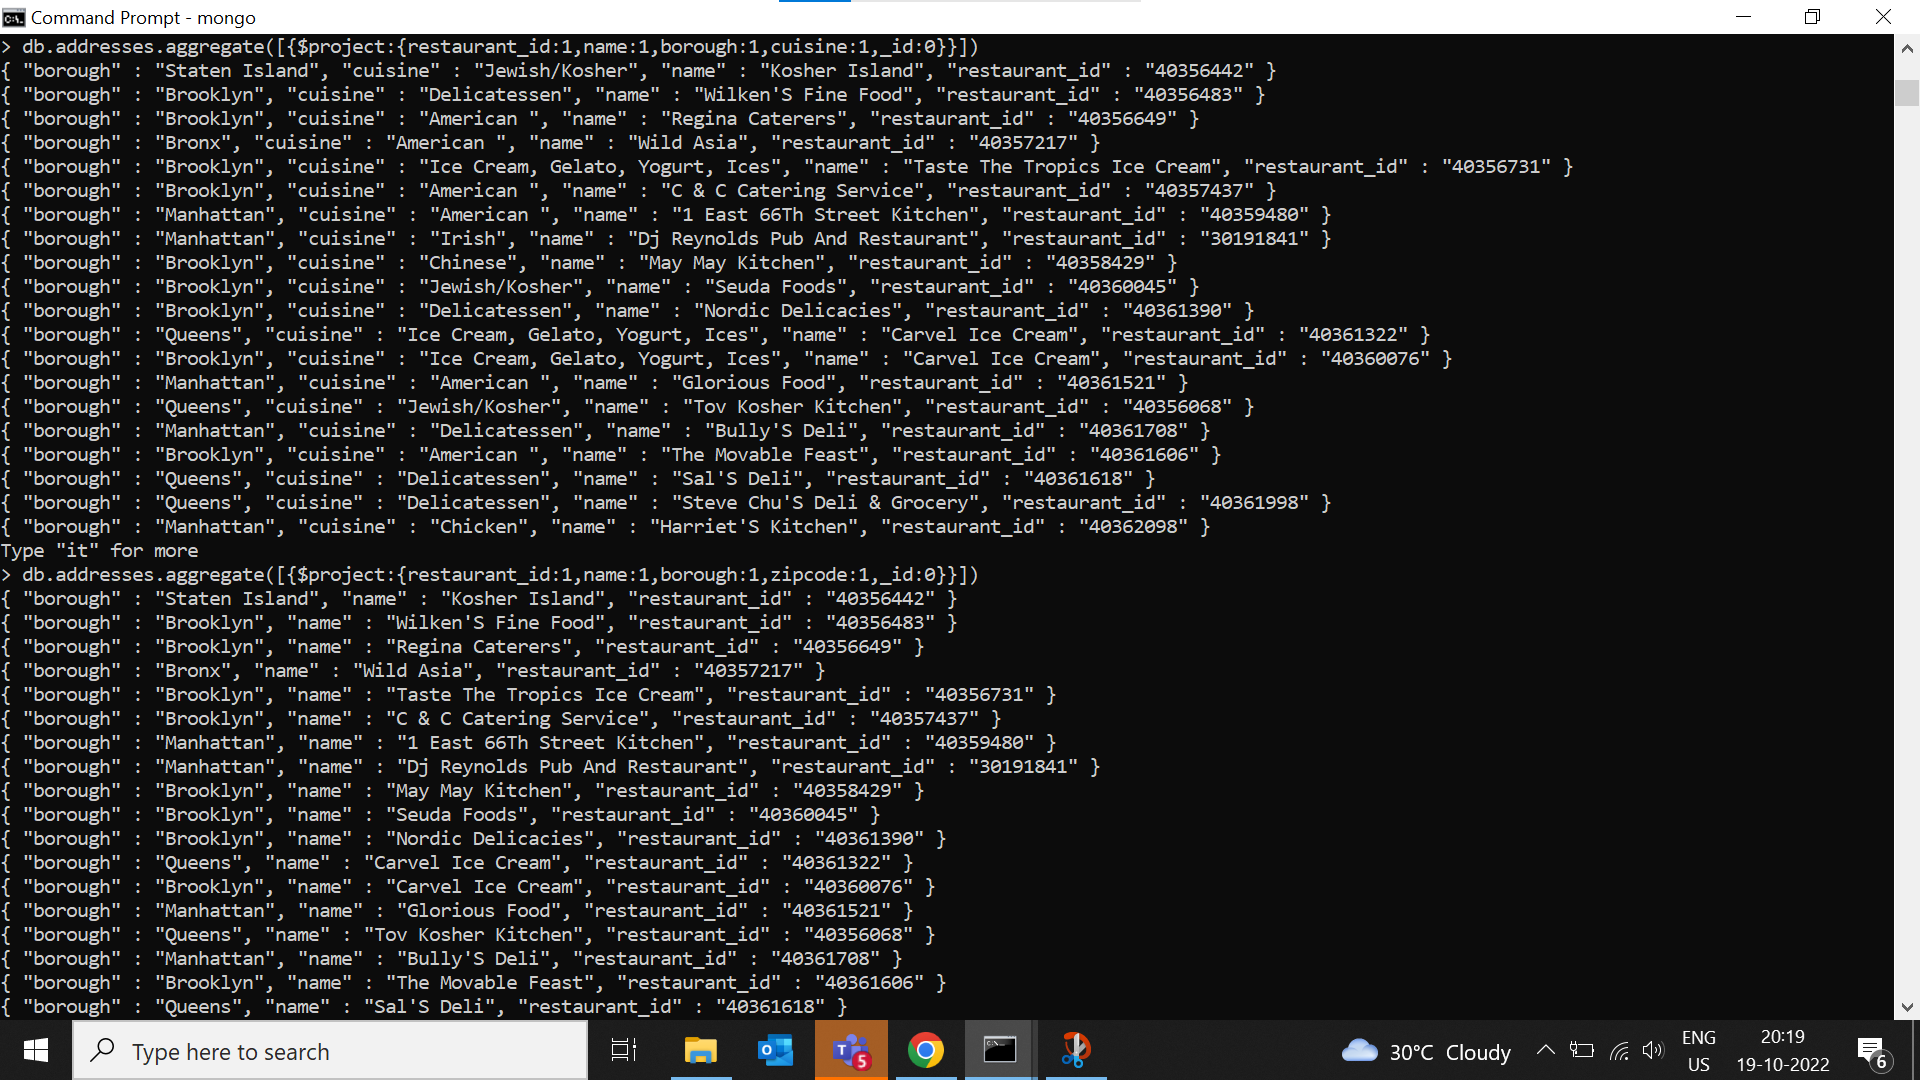 Command Prompt - mongo
> db.addresses.aggregate([{$project:{restaurant_id:1,name:1,borough:1,cuisine:1,_id:0}}])
{ "borough" : "Staten Island", "cuisine" : "Jewish/Kosher", "name" : "Kosher Island", "restaurant_id" : "40356442" }
{ "borough" : "Brooklyn", "cuisine" : "Delicatessen", "name" : "Wilken'S Fine Food", "restaurant_id" : "40356483" }
{ "borough" : "Brooklyn", "cuisine" : "American ", "name" : "Regina Caterers", "restaurant_id" : "40356649" }
{ "borough" : "Bronx", "cuisine" : "American ", "name" : "Wild Asia", "restaurant_id" : "40357217" }
{ "borough" : "Brooklyn", "cuisine" : "Ice Cream, Gelato, Yogurt, Ices", "name" : "Taste The Tropics Ice Cream", "restaurant_id" : "40356731" }
{ "borough" : "Brooklyn", "cuisine" : "American ", "name" : "C & C Catering Service", "restaurant_id" : "40357437" }
{ "borough" : "Manhattan", "cuisine" : "American ", "name" : "1 East 66Th Street Kitchen", "restaurant_id" : "40359480" }
{ "borough" : "Manhattan", "cuisine" : "Irish", "name" : "Dj Reynolds Pub And Restaurant", "restaurant_id" : "30191841" }
{ "borough" : "Brooklyn", "cuisine" : "Chinese", "name" : "May May Kitchen", "restaurant_id" : "40358429" }
{ "borough" : "Brooklyn", "cuisine" : "Jewish/Kosher", "name" : "Seuda Foods", "restaurant_id" : "40360045" }
{ "borough" : "Brooklyn", "cuisine" : "Delicatessen", "name" : "Nordic Delicacies", "restaurant_id" : "40361390" }
{ "borough" : "Queens", "cuisine" : "Ice Cream, Gelato, Yogurt, Ices", "name" : "Carvel Ice Cream", "restaurant_id" : "40361322" }
{ "borough" : "Brooklyn", "cuisine" : "Ice Cream, Gelato, Yogurt, Ices", "name" : "Carvel Ice Cream", "restaurant_id" : "40360076" }
{ "borough" : "Manhattan", "cuisine" : "American ", "name" : "Glorious Food", "restaurant_id" : "40361521" }
{ "borough" : "Queens", "cuisine" : "Jewish/Kosher", "name" : "Tov Kosher Kitchen", "restaurant_id" : "40356068" }
{ "borough" : "Manhattan", "cuisine" : "Delicatessen", "name" : "Bully'S Deli", "restaurant_id" : "40361708" }
{ "borough" : "Brooklyn", "cuisine" : "American ", "name" : "The Movable Feast", "restaurant_id" : "40361606" }
{ "borough" : "Queens", "cuisine" : "Delicatessen", "name" : "Sal'S Deli", "restaurant_id" : "40361618" }
{ "borough" : "Queens", "cuisine" : "Delicatessen", "name" : "Steve Chu'S Deli & Grocery", "restaurant_id" : "40361998" }
{ "borough" : "Manhattan", "cuisine" : "Chicken", "name" : "Harriet'S Kitchen", "restaurant_id" : "40362098" }
Type "it" for more
> db.addresses.aggregate([{$project:{restaurant_id:1,name:1,borough:1,zipcode:1,_id:0}}])
{ "borough" : "Staten Island", "name" : "Kosher Island", "restaurant_id" : "40356442" }
{ "borough" : "Brooklyn", "name" : "Wilken'S Fine Food", "restaurant_id" : "40356483" }
{ "borough" : "Brooklyn", "name" : "Regina Caterers", "restaurant_id" : "40356649" }
{ "borough" : "Bronx", "name" : "Wild Asia", "restaurant_id" : "40357217" }
{ "borough" : "Brooklyn", "name" : "Taste The Tropics Ice Cream", "restaurant_id" : "40356731" }
{ "borough" : "Brooklyn", "name" : "C & C Catering Service", "restaurant_id" : "40357437" }
{ "borough" : "Manhattan", "name" : "1 East 66Th Street Kitchen", "restaurant_id" : "40359480" }
{ "borough" : "Manhattan", "name" : "Dj Reynolds Pub And Restaurant", "restaurant_id" : "30191841" }
{ "borough" : "Brooklyn", "name" : "May May Kitchen", "restaurant_id" : "40358429" }
{ "borough" : "Brooklyn", "name" : "Seuda Foods", "restaurant_id" : "40360045" }
{ "borough" : "Brooklyn", "name" : "Nordic Delicacies", "restaurant_id" : "40361390" }
{ "borough" : "Queens", "name" : "Carvel Ice Cream", "restaurant_id" : "40361322" }
{ "borough" : "Brooklyn", "name" : "Carvel Ice Cream", "restaurant_id" : "40360076" }
{ "borough" : "Manhattan", "name" : "Glorious Food", "restaurant_id" : "40361521" }
{ "borough" : "Queens", "name" : "Tov Kosher Kitchen", "restaurant_id" : "40356068" }
{ "borough" : "Manhattan", "name" : "Bully'S Deli", "restaurant_id" : "40361708" }
{ "borough" : "Brooklyn", "name" : "The Movable Feast", "restaurant_id" : "40361606" }
{ "borough" : "Queens", "name" : "Sal'S Deli", "restaurant_id" : "40361618" }
Type here to search
5
30°C Cloudy
ENG
US
20:19
19-10-2022
6